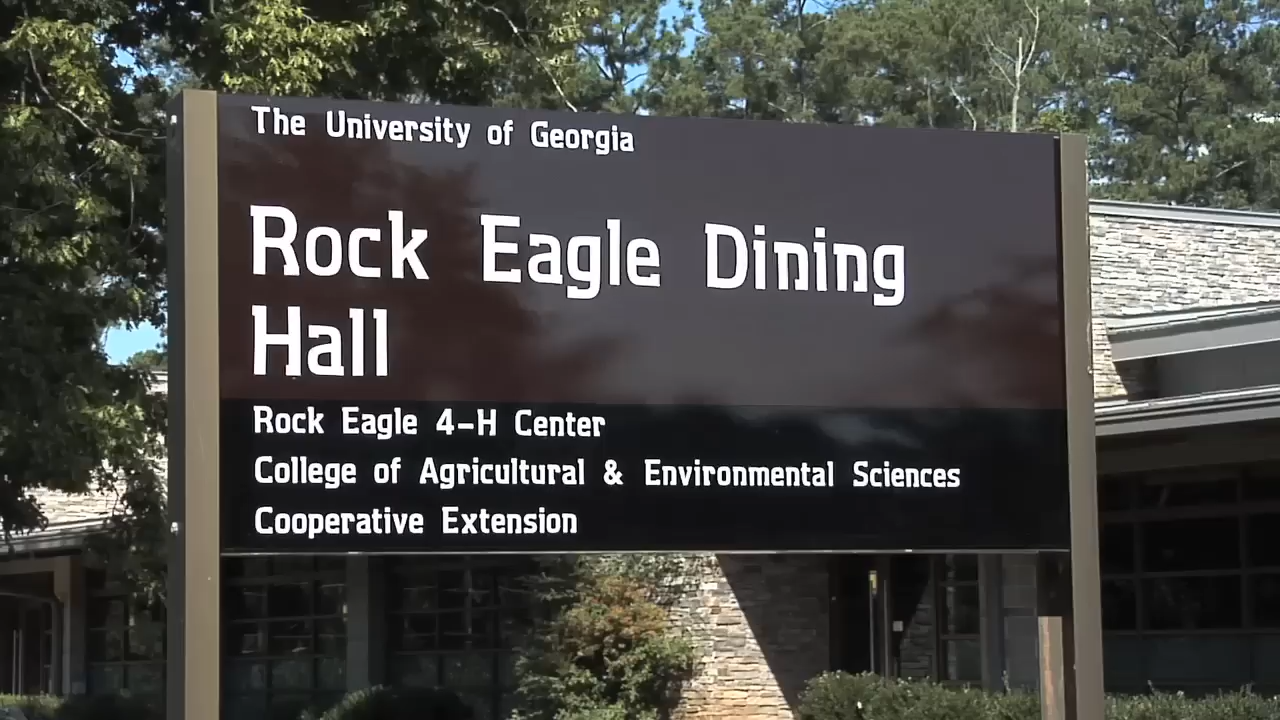 The University of Georgia
Rock Eagle Dining
Hall
Rock Eagle 4-H Center
College of Agricultural & Environmental Sciences
Cooperative Extension